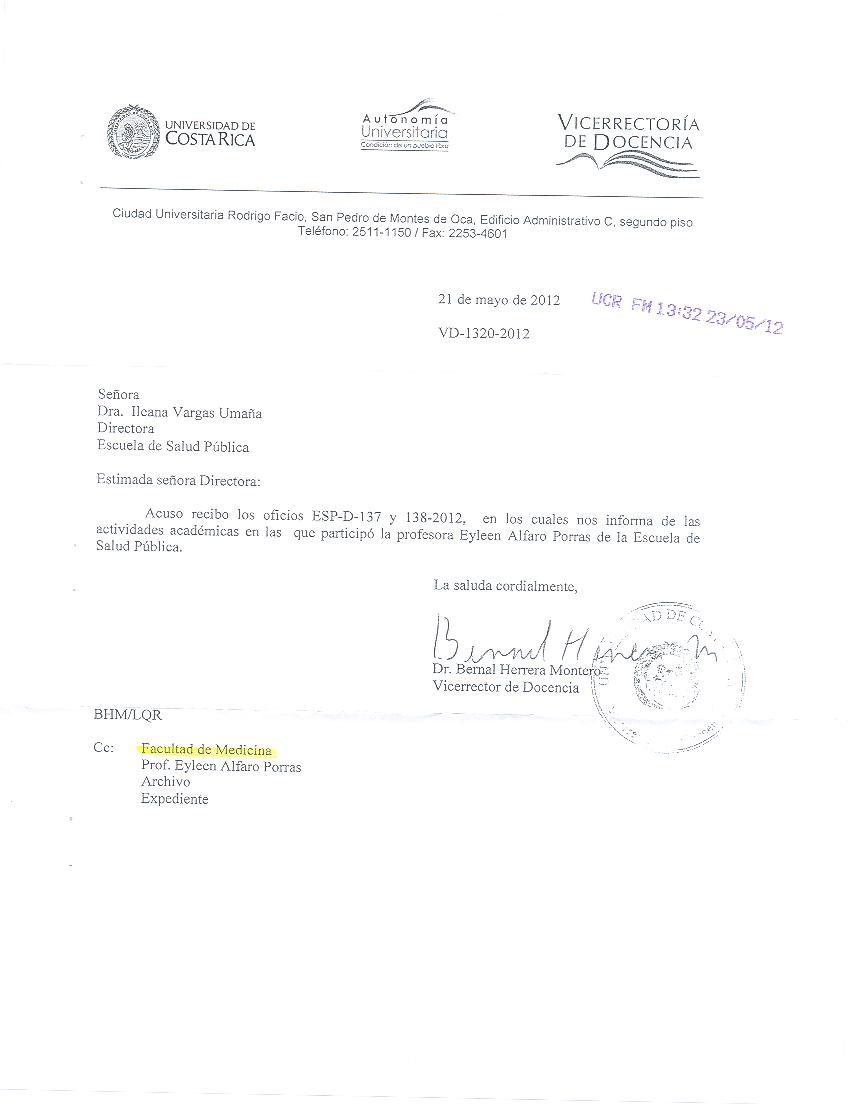 UNIVERSIDAD DE
COSTA RICA
Autonomía
Universitaria
Condición de un pueblo libre
VICERRECTORÍA
DE DOCENCIA
Ciudad Universitaria Rodrigo Facio, San Pedro de Montes de Oca, Edificio Administrativo C, segundo piso
Teléfono: 2511-1150 / Fax: 2253-4601
21 de mayo de 2012
UCR FM 13:32 23/05/12
VD-1320-2012
Señora
Dra. Ileana Vargas Umaña
Directora
Escuela de Salud Pública
Estimada señora Directora:
Acuso recibo los oficios ESP-D-137 y 138-2012, en los cuales nos informa de las
actividades académicas en las que participó la profesora Eyleen Alfaro Porras de la Escuela de
Salud Pública.
La saluda cordialmente,
Bernal Herrera M
Dr. Bernal Herrera Montero
Vicerrector de Docencia
BHM/LQR
Cc: Facultad de Medicina
Prof. Eyleen Alfaro Porras
Archivo
Expediente